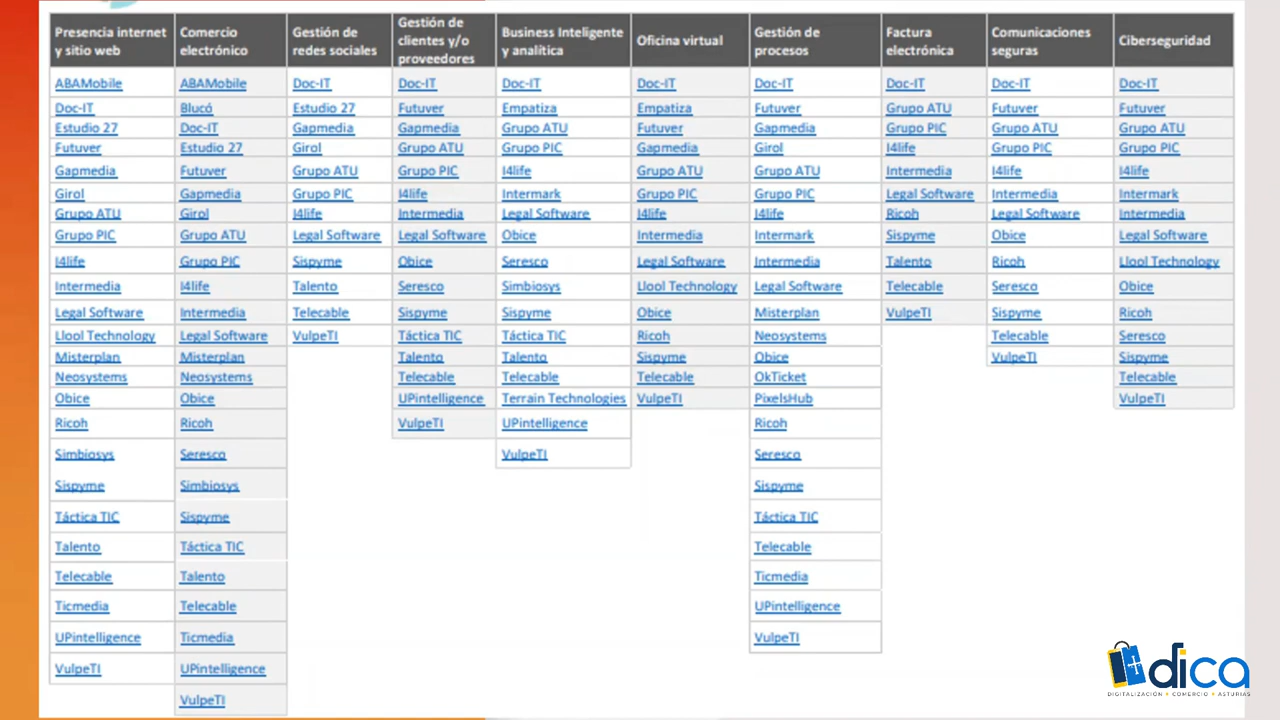 Presencia internet y sitio web
Comercio electrónico
Gestión de redes sociales
Gestión de clientes y/o proveedores
Business Inteligente y analítica
Oficina virtual
Gestión de procesos
Factura electrónica
Comunicaciones seguras
Ciberseguridad
ABAMobile ABAMobile Doc-IT Doc-IT Doc-IT Doc-IT Doc-IT Doc-IT Doc-IT Doc-IT
Doc-IT Blucó Estudio 27 Futuver Empatiza Empatiza Futuver Grupo ATU Futuver Futuver
Estudio 27 Doc-IT Gapmedia Gapmedia Grupo ATU Futuver Gapmedia Grupo PIC Grupo ATU Grupo ATU
Futuver Estudio 27 Girol Grupo ATU Grupo PIC Gapmedia Girol I4life Grupo PIC Grupo PIC
Gapmedia Futuver Grupo ATU Grupo PIC I4life Grupo ATU Grupo ATU Intermedia I4life I4life
Girol Gapmedia Grupo PIC I4life Intermark Grupo PIC Grupo PIC Legal Software Intermedia Intermark
Grupo ATU Girol I4life Intermedia Legal Software I4life I4life Ricoh Legal Software Intermedia
Grupo PIC Grupo ATU Legal Software Legal Software Obice Intermedia Intermark Sispyme Obice Legal Software
I4life Grupo PIC Sispyme Obice Seresco Legal Software Intermedia Talento Ricoh Llool Technology
Intermedia I4life Talento Seresco Simbiosys Llool Technology Legal Software Telecable Seresco Obice
Legal Software Intermedia Telecable Sispyme Sispyme Obice Misterplan VulpeTI Sispyme Ricoh
Llool Technology Legal Software VulpeTI Táctica TIC Táctica TIC Ricoh Neosystems Telecable Seresco
Misterplan Misterplan Talento Talento Sispyme Obice VulpeTI Sispyme
Neosystems Neosystems Telecable Telecable Telecable OkTicket Telecable
Obice Obice UPintelligence Terrain Technologies VulpeTI PixelsHub VulpeTI
Ricoh Ricoh VulpeTI UPintelligence Ricoh
Simbiosys Seresco VulpeTI Seresco
Sispyme Simbiosys Sispyme
Táctica TIC Sispyme Táctica TIC
Talento Táctica TIC Telecable
Telecable Talento Ticmedia
Ticmedia Telecable UPintelligence
UPintelligence Ticmedia VulpeTI
VulpeTI UPintelligence
VulpeTI
dica
DIGITALIZACIÓN • COMERCIO • ASTURIAS